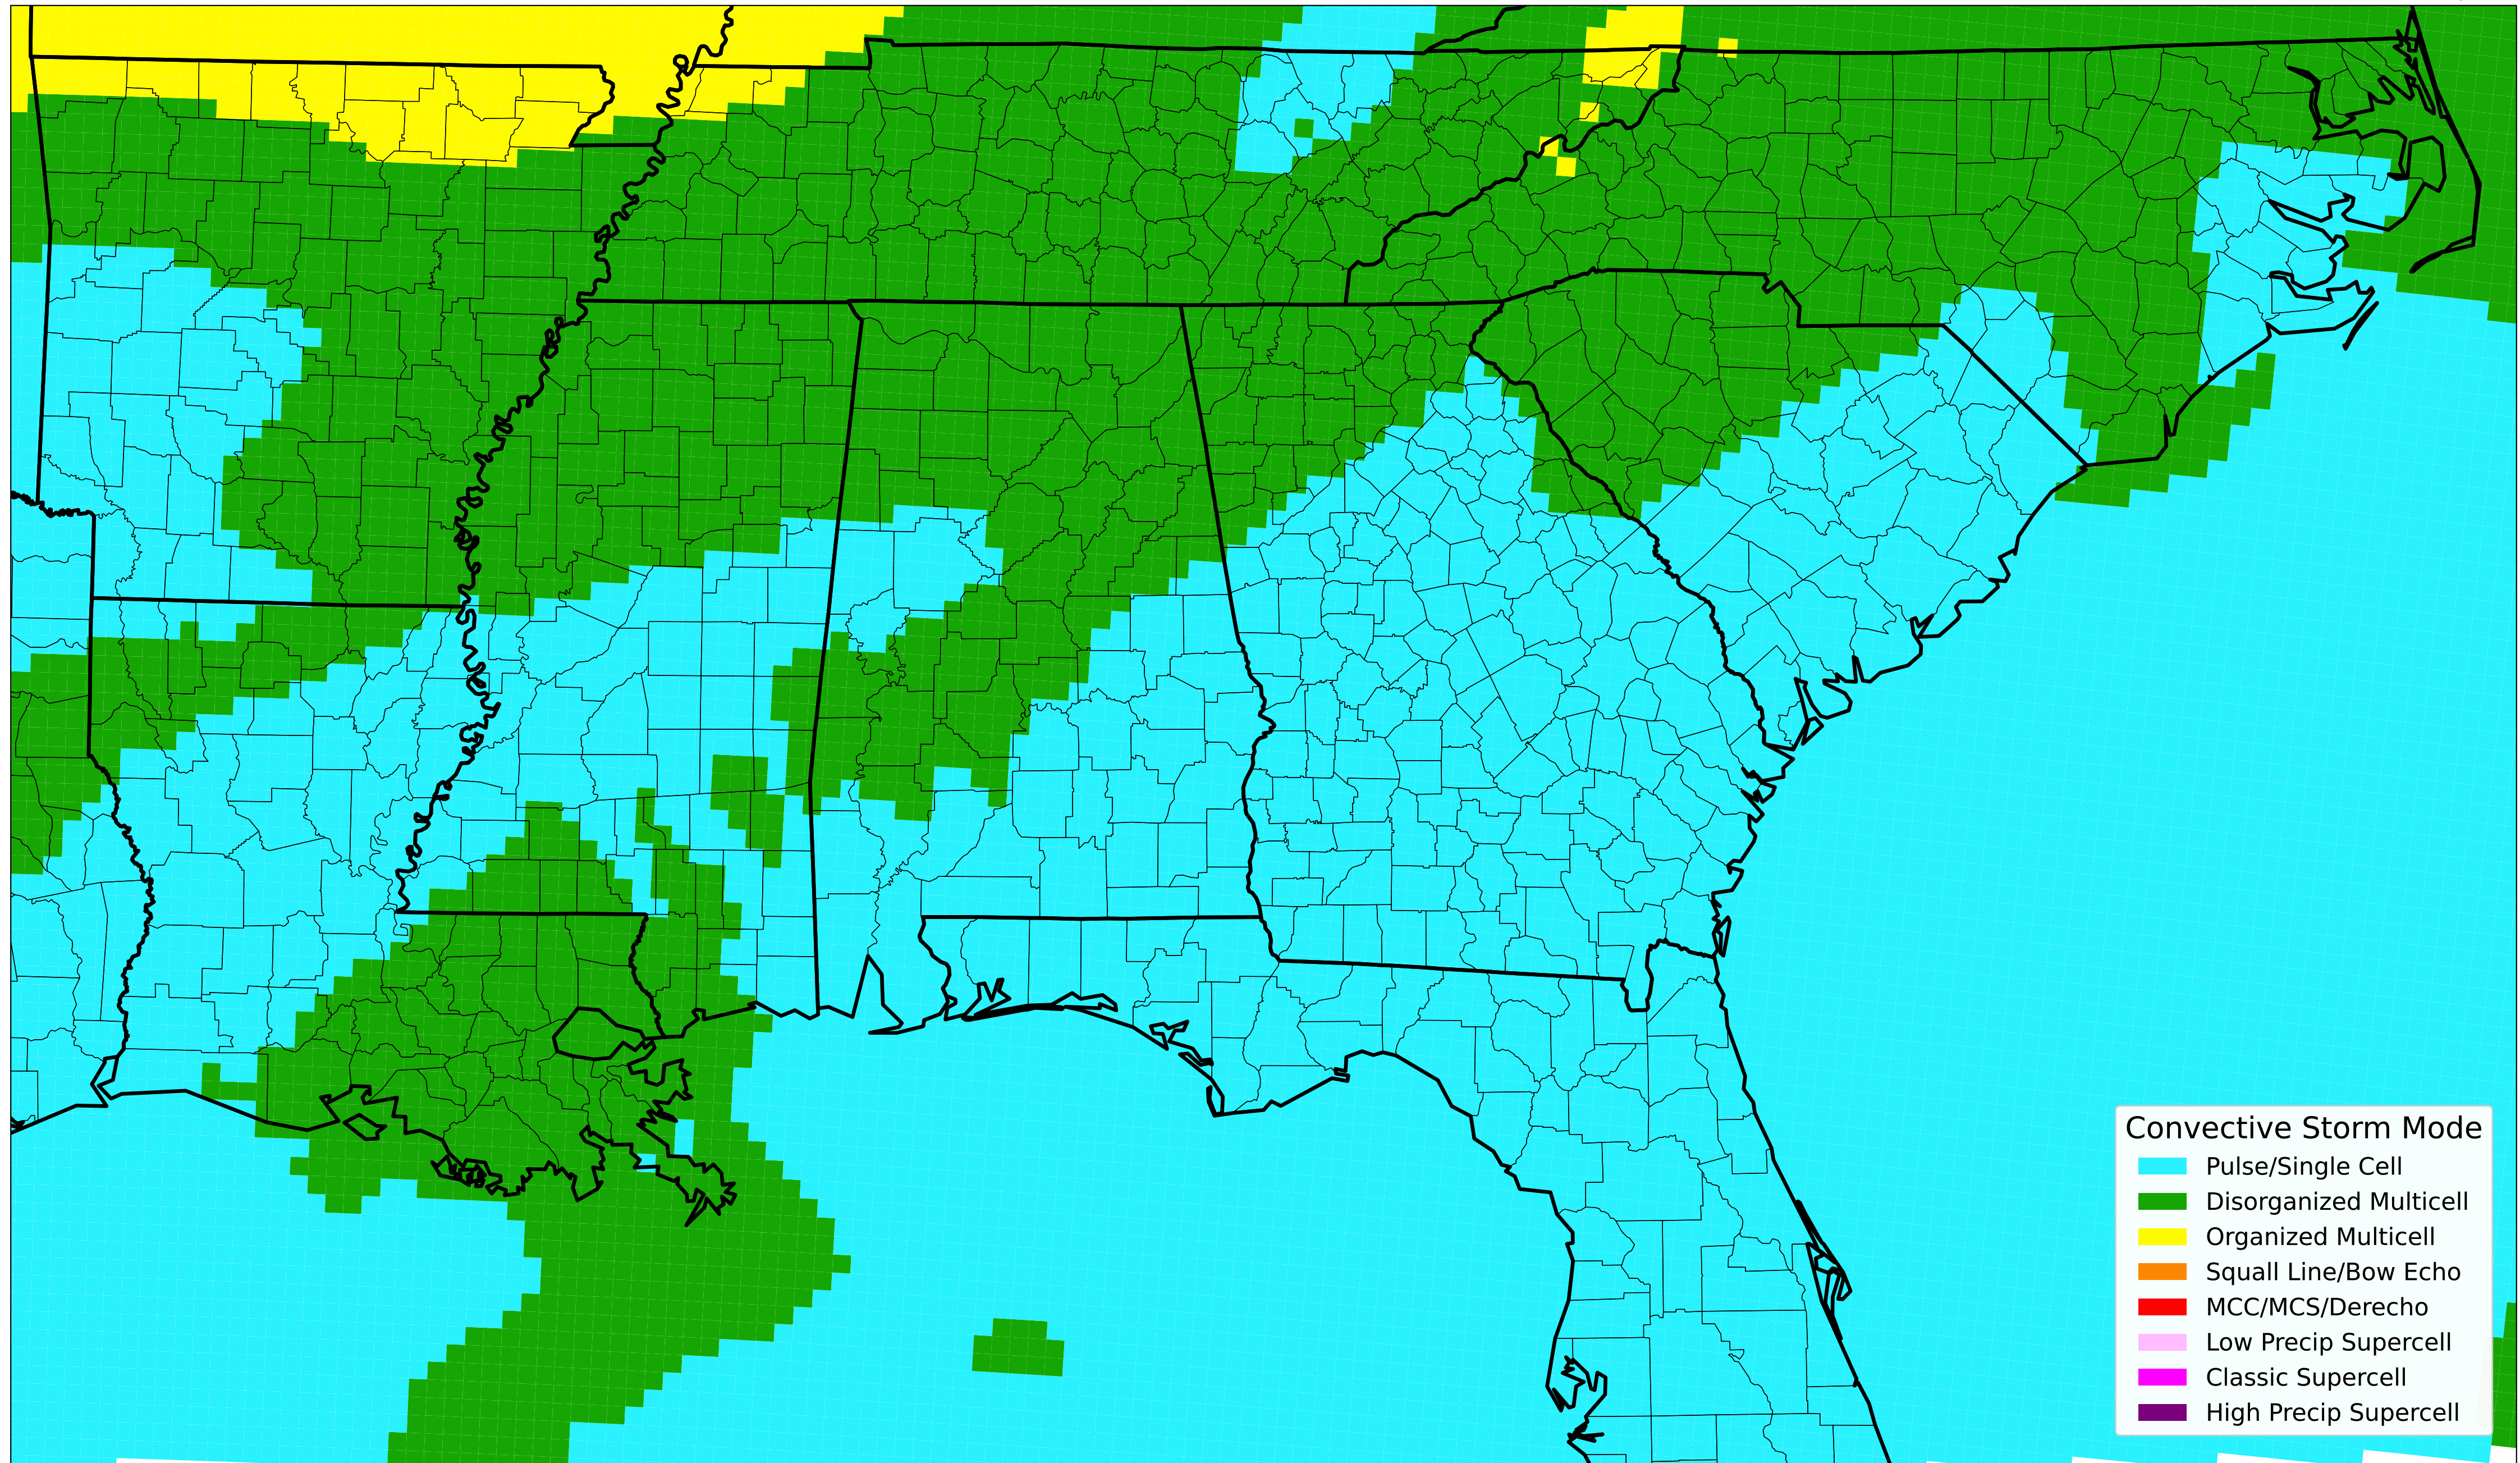 Convective Storm Mode
Pulse/Single Cell
Disorganized Multicell
Organized Multicell
Squall Line/Bow Echo
MCC/MCS/Derecho
Low Precip Supercell
Classic Supercell
High Precip Supercell